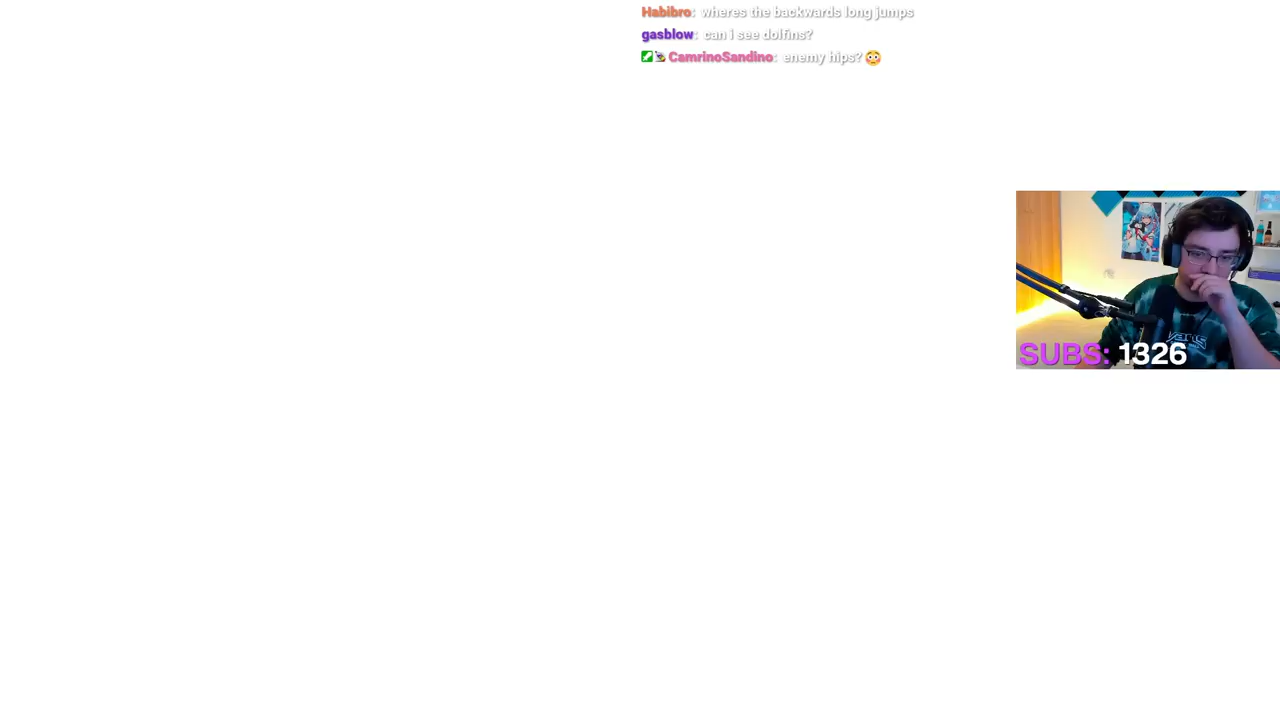 Habibro: wheres the backwards long jumps
gasblow: can i see dolfins?
CamrinoSandino: enemy hips? 😳
SUBS: 1326